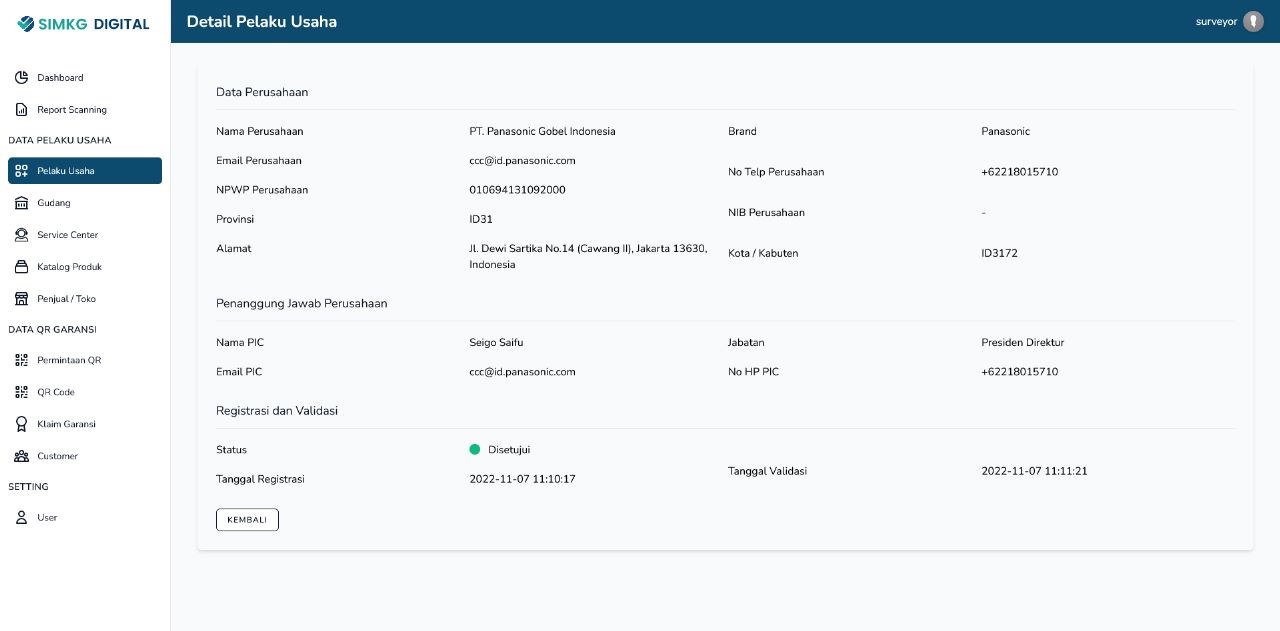 SIMKG DIGITAL
Detail Pelaku Usaha
surveyor
Dashboard
Report Scanning
DATA PELAKU USAHA
Pelaku Usaha
Gudang
Service Center
Katalog Produk
Penjual / Toko
DATA QR GARANSI
Permintaan QR
QR Code
Klaim Garansi
Customer
SETTING
User
Data Perusahaan
Nama Perusahaan
PT. Panasonic Gobel Indonesia
Email Perusahaan
ccc@id.panasonic.com
NPWP Perusahaan
010694131092000
Provinsi
ID31
Alamat
Jl. Dewi Sartika No.14 (Cawang II), Jakarta 13630,
Indonesia
Brand
Panasonic
No Telp Perusahaan
+62218015710
NIB Perusahaan
-
Kota / Kabuten
ID3172
Penanggung Jawab Perusahaan
Nama PIC
Seigo Saifu
Email PIC
ccc@id.panasonic.com
Jabatan
Presiden Direktur
No HP PIC
+62218015710
Registrasi dan Validasi
Status
Disetujui
Tanggal Registrasi
2022-11-07 11:10:17
Tanggal Validasi
2022-11-07 11:11:21
KEMBALI